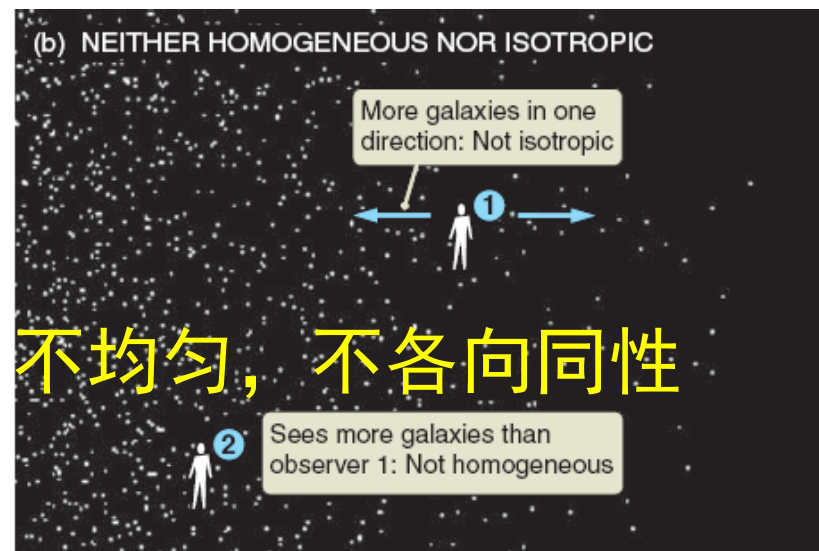 (b) NEITHER HOMOGENEOUS NOR ISOTROPIC
More galaxies in one
direction: Not isotropic
1
不均匀，不各向同性
2
Sees more galaxies than
observer 1: Not homogeneous